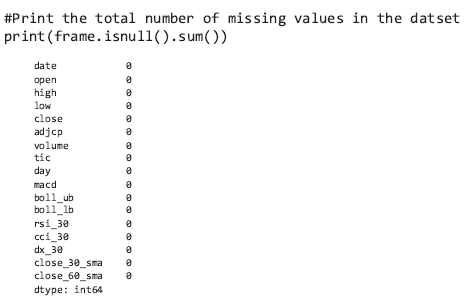 #Print the total number of missing values in the datset
print(frame.isnull().sum())
date 0
open 0
high 0
low 0
close 0
adjcp 0
volume 0
tic 0
day 0
macd 0
boll_ub 0
boll_lb 0
rsi_30 0
cci_30 0
dx_30 0
close_30_sma 0
close_60_sma 0
dtype: int64